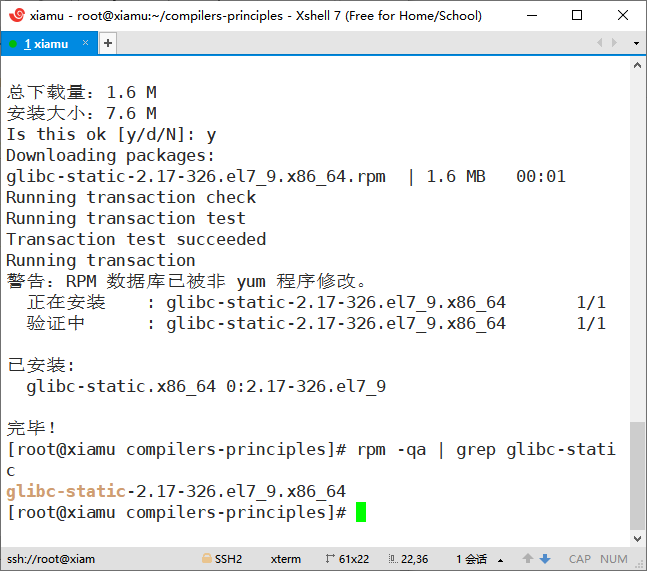 xiamu - root@xiamu:~/compilers-principles - Xshell 7 (Free for Home/School)
1 xiamu
总下载量：1.6 M
安装大小：7.6 M
Is this ok [y/d/N]: y
Downloading packages:
glibc-static-2.17-326.el7_9.x86_64.rpm  | 1.6 MB   00:01
Running transaction check
Running transaction test
Transaction test succeeded
Running transaction
警告：RPM 数据库已被非 yum 程序修改。
  正在安装    : glibc-static-2.17-326.el7_9.x86_64       1/1
  验证中      : glibc-static-2.17-326.el7_9.x86_64       1/1
已安装:
  glibc-static.x86_64 0:2.17-326.el7_9
完毕！
[root@xiamu compilers-principles]# rpm -qa | grep glibc-stati
c
glibc-static-2.17-326.el7_9.x86_64
[root@xiamu compilers-principles]#
ssh://root@xiam SSH2 xterm 61x22 22,36 1 会话 CAP NUM